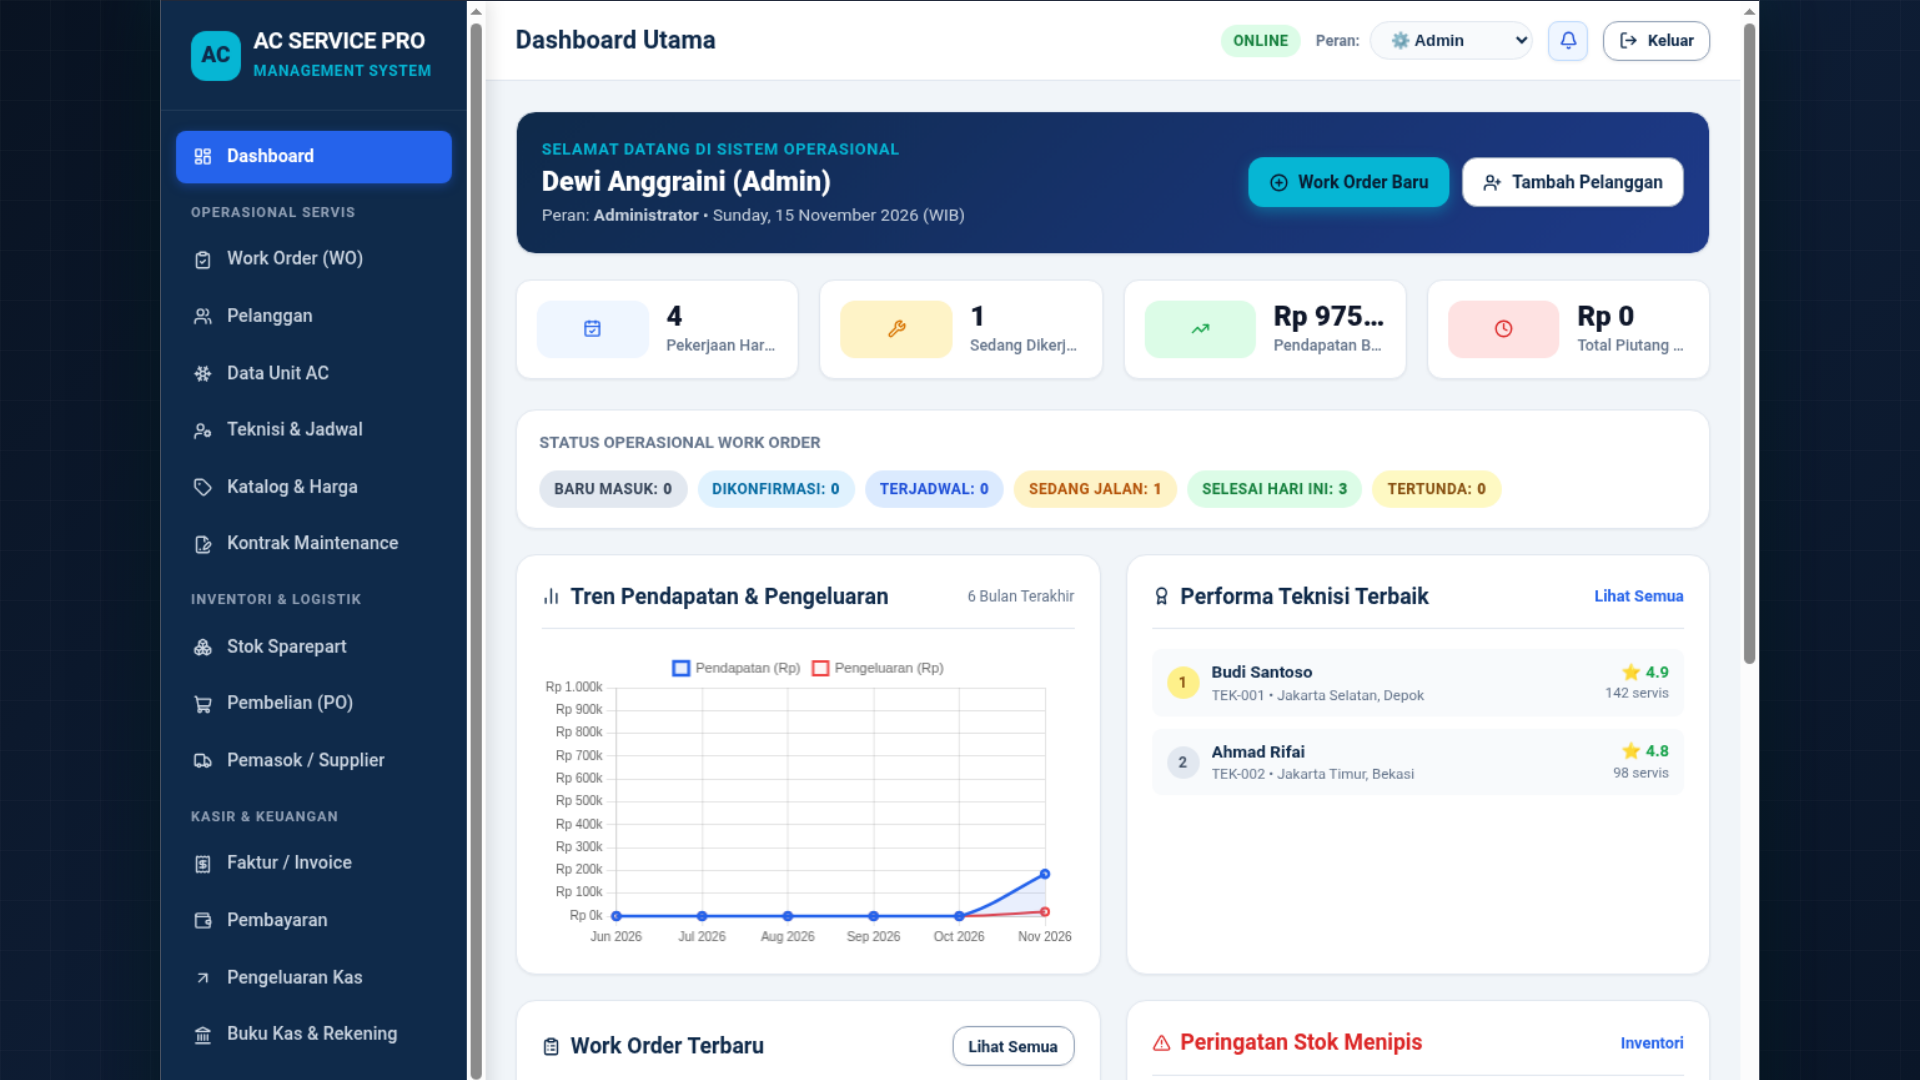 AC
AC SERVICE PRO
MANAGEMENT SYSTEM
Dashboard
OPERASIONAL SERVIS
Work Order (WO)
Pelanggan
Data Unit AC
Teknisi & Jadwal
Katalog & Harga
Kontrak Maintenance
INVENTORI & LOGISTIK
Stok Sparepart
Pembelian (PO)
Pemasok / Supplier
KASIR & KEUANGAN
Faktur / Invoice
Pembayaran
Pengeluaran Kas
Buku Kas & Rekening
Dashboard Utama
ONLINE
Peran:
⚙️ Admin
Keluar
SELAMAT DATANG DI SISTEM OPERASIONAL
Dewi Anggraini (Admin)
Peran: Administrator • Sunday, 15 November 2026 (WIB)
Work Order Baru
Tambah Pelanggan
4
Pekerjaan Har...
1
Sedang Dikerj...
Rp 975...
Pendapatan B...
Rp 0
Total Piutang ...
STATUS OPERASIONAL WORK ORDER
BARU MASUK: 0
DIKONFIRMASI: 0
TERJADWAL: 0
SEDANG JALAN: 1
SELESAI HARI INI: 3
TERTUNDA: 0
Tren Pendapatan & Pengeluaran
6 Bulan Terakhir
Pendapatan (Rp)
Pengeluaran (Rp)
Rp 1.000k
Rp 900k
Rp 800k
Rp 700k
Rp 600k
Rp 500k
Rp 400k
Rp 300k
Rp 200k
Rp 100k
Rp 0k
Jun 2026
Jul 2026
Aug 2026
Sep 2026
Oct 2026
Nov 2026
Performa Teknisi Terbaik
Lihat Semua
1
Budi Santoso
TEK-001 • Jakarta Selatan, Depok
⭐ 4.9
142 servis
2
Ahmad Rifai
TEK-002 • Jakarta Timur, Bekasi
⭐ 4.8
98 servis
Work Order Terbaru
Lihat Semua
Peringatan Stok Menipis
Inventori